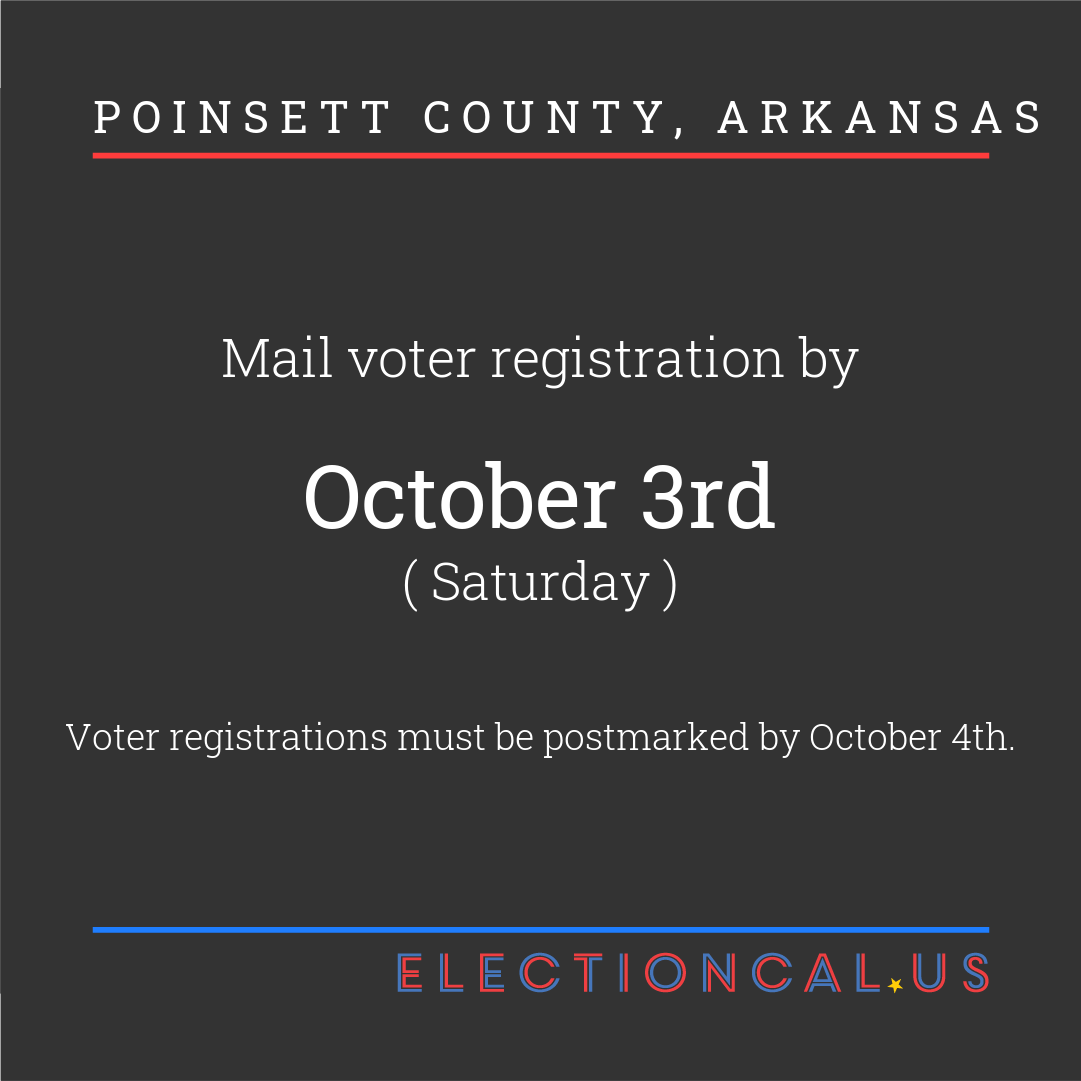 POINSETT COUNTY, ARKANSAS
Mail voter registration by
October 3rd
( Saturday )
Voter registrations must be postmarked by October 4th.
ELECTIONCAL.US